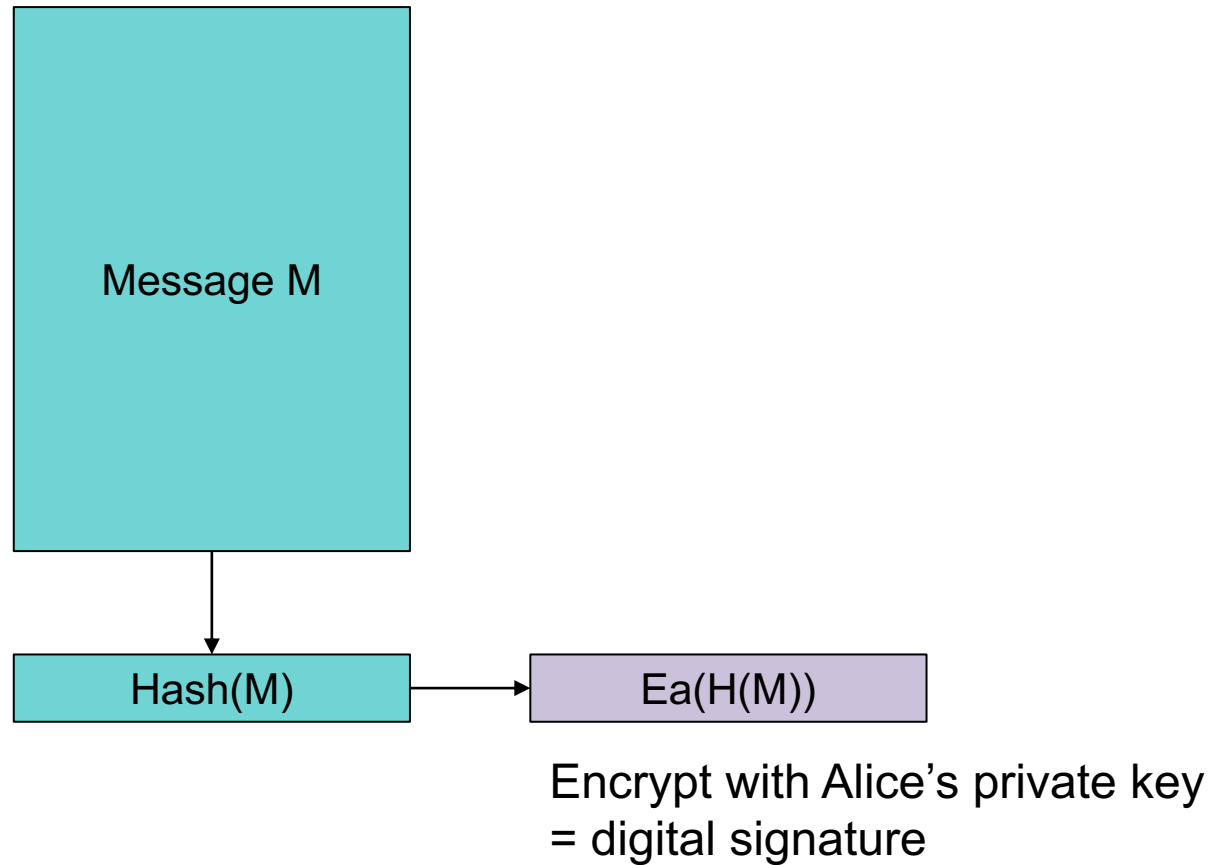 Message M
Hash(M)
Ea(H(M))
Encrypt with Alice’s private key
= digital signature